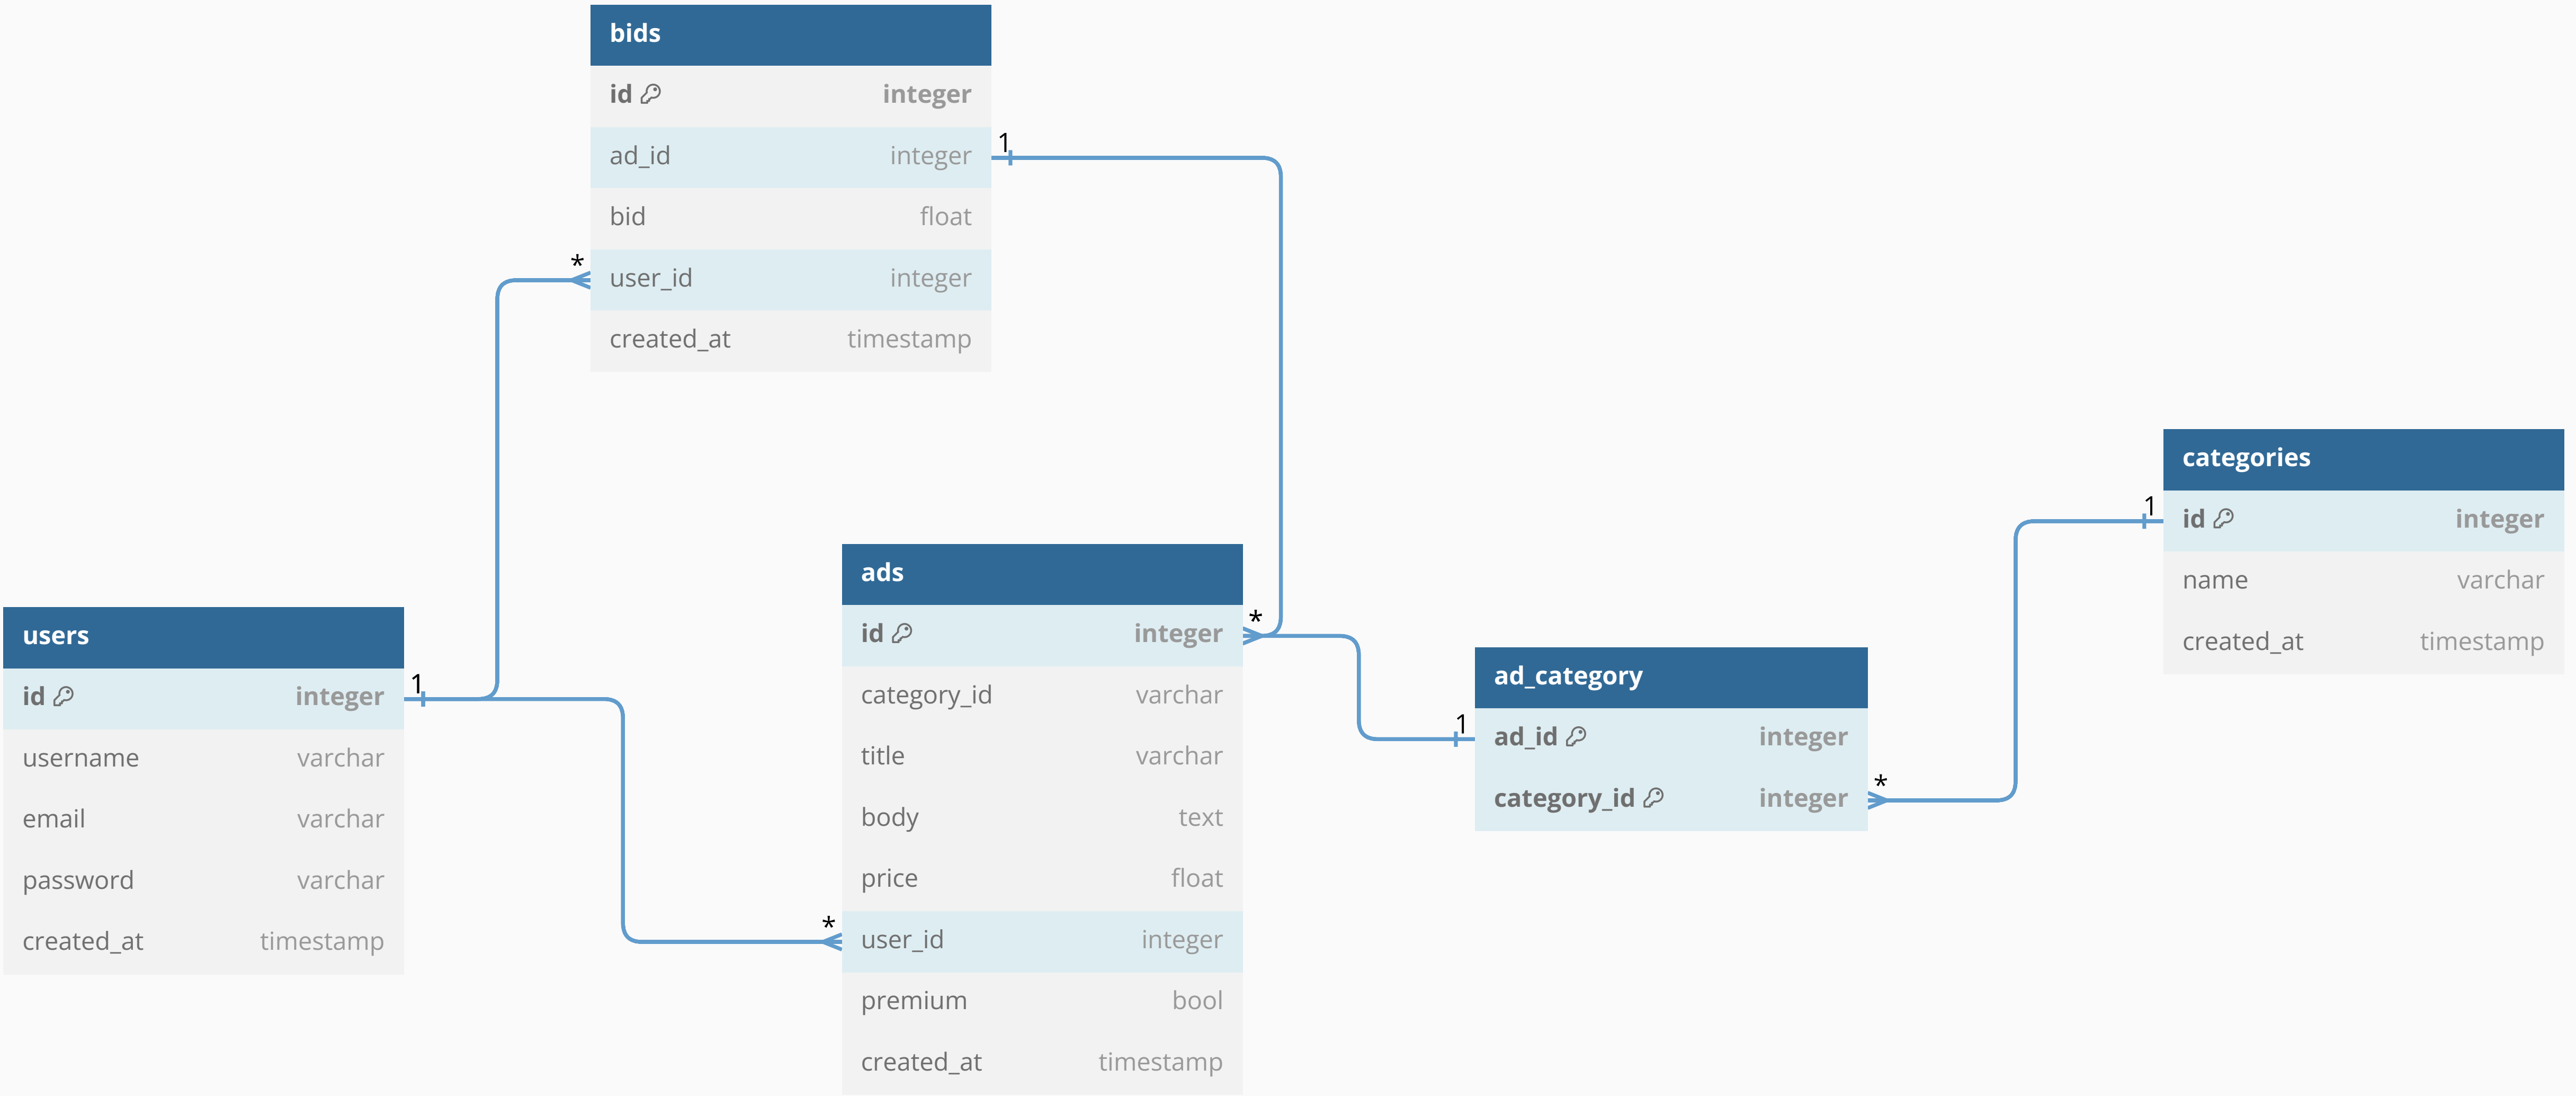 bids
id integer
ad_id integer
bid float
user_id integer
created_at timestamp
1
*
users
id integer
username varchar
email varchar
password varchar
created_at timestamp
1
ads
id integer
category_id varchar
title varchar
body text
price float
user_id integer
premium bool
created_at timestamp
*
*
ad_category
ad_id integer
category_id integer
1
*
categories
id integer
name varchar
created_at timestamp
1